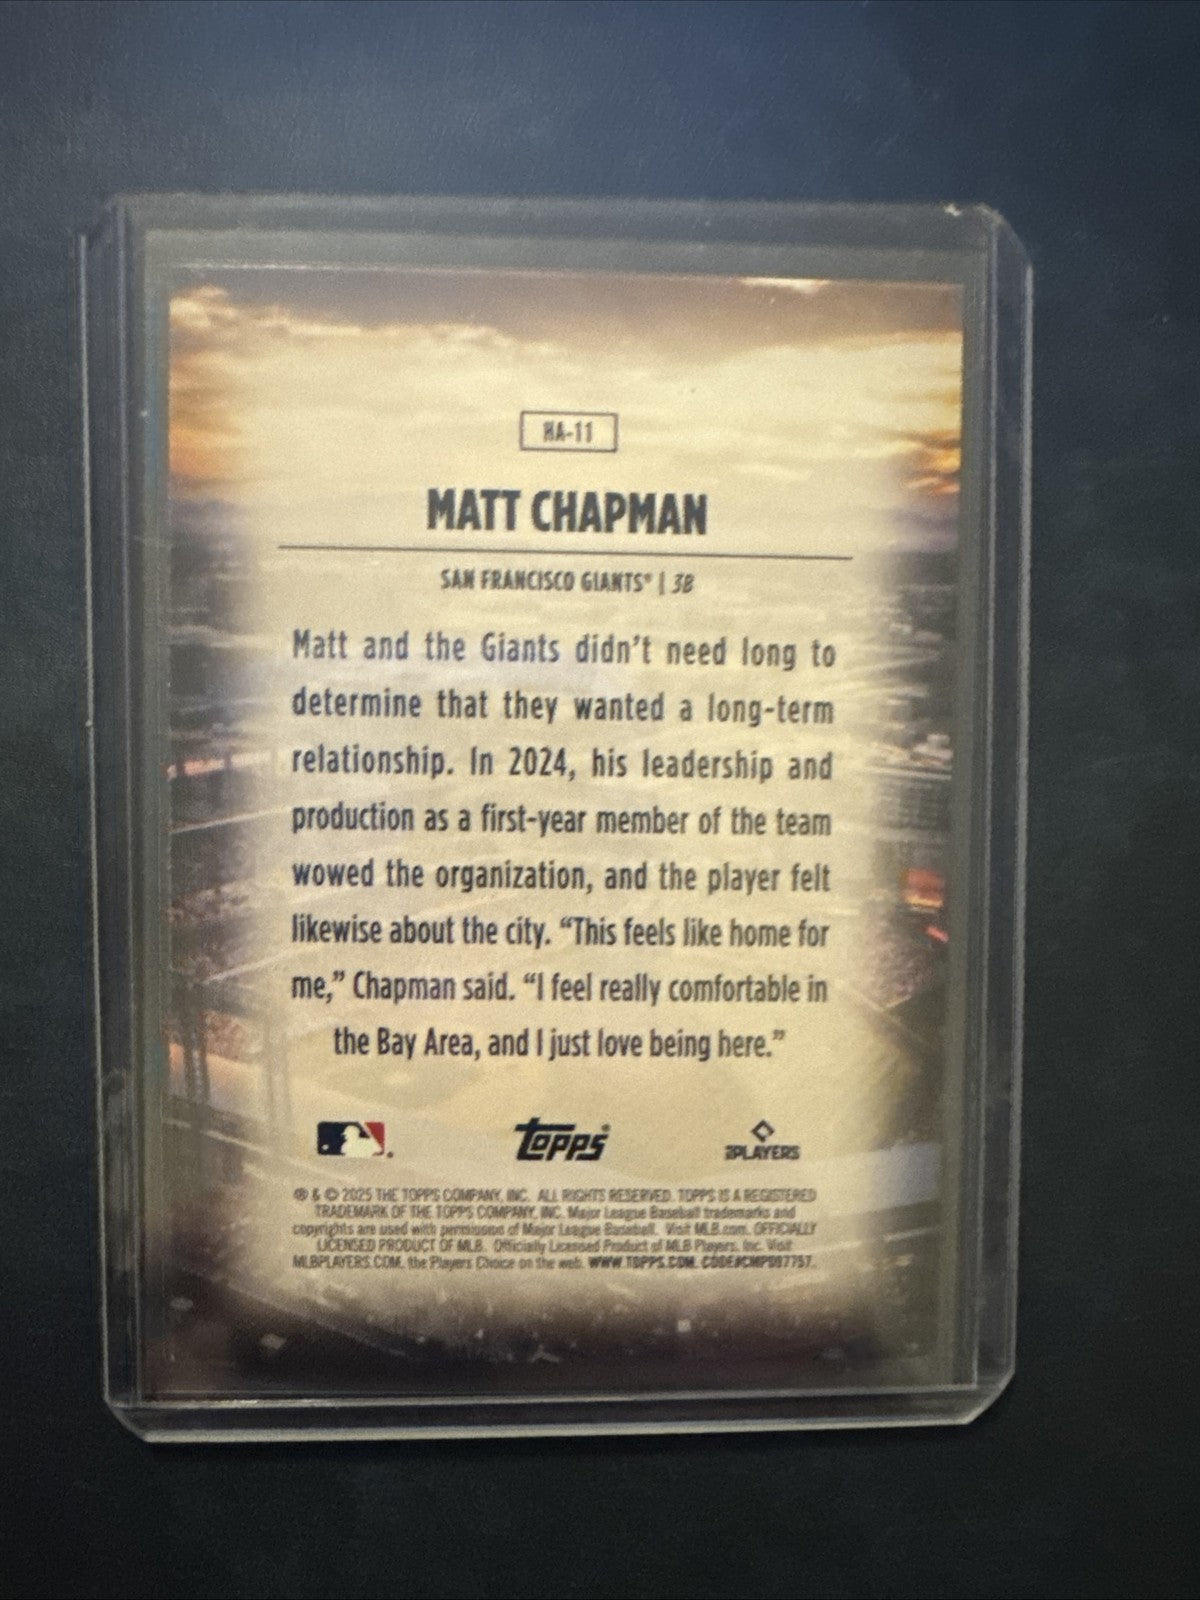 HA-11
MATT CHAPMAN
SAN FRANCISCO GIANTS® | 3B
Matt and the Giants didn't need long to
determine that they wanted a long-term
relationship. In 2024, his leadership and
production as a first-year member of the team
wowed the organization, and the player felt
likewise about the city. “This feels like home for
me,” Chapman said. “I feel really comfortable in
the Bay Area, and I just love being here.”
Topps®
PLAYERS
® & © 2025 THE TOPPS COMPANY, INC. ALL RIGHTS RESERVED. TOPPS IS A REGISTERED
TRADEMARK OF THE TOPPS COMPANY, INC. Major League Baseball trademarks and
copyrights are used with permission of Major League Baseball. Visit MLB.com. OFFICIALLY
LICENSED PRODUCT OF MLB. Officially Licensed Product of MLB Players, Inc. Visit
MLBPLAYERS.COM, the Players Choice on the web. WWW.TOPPS.COM. CODE#CMP097757.